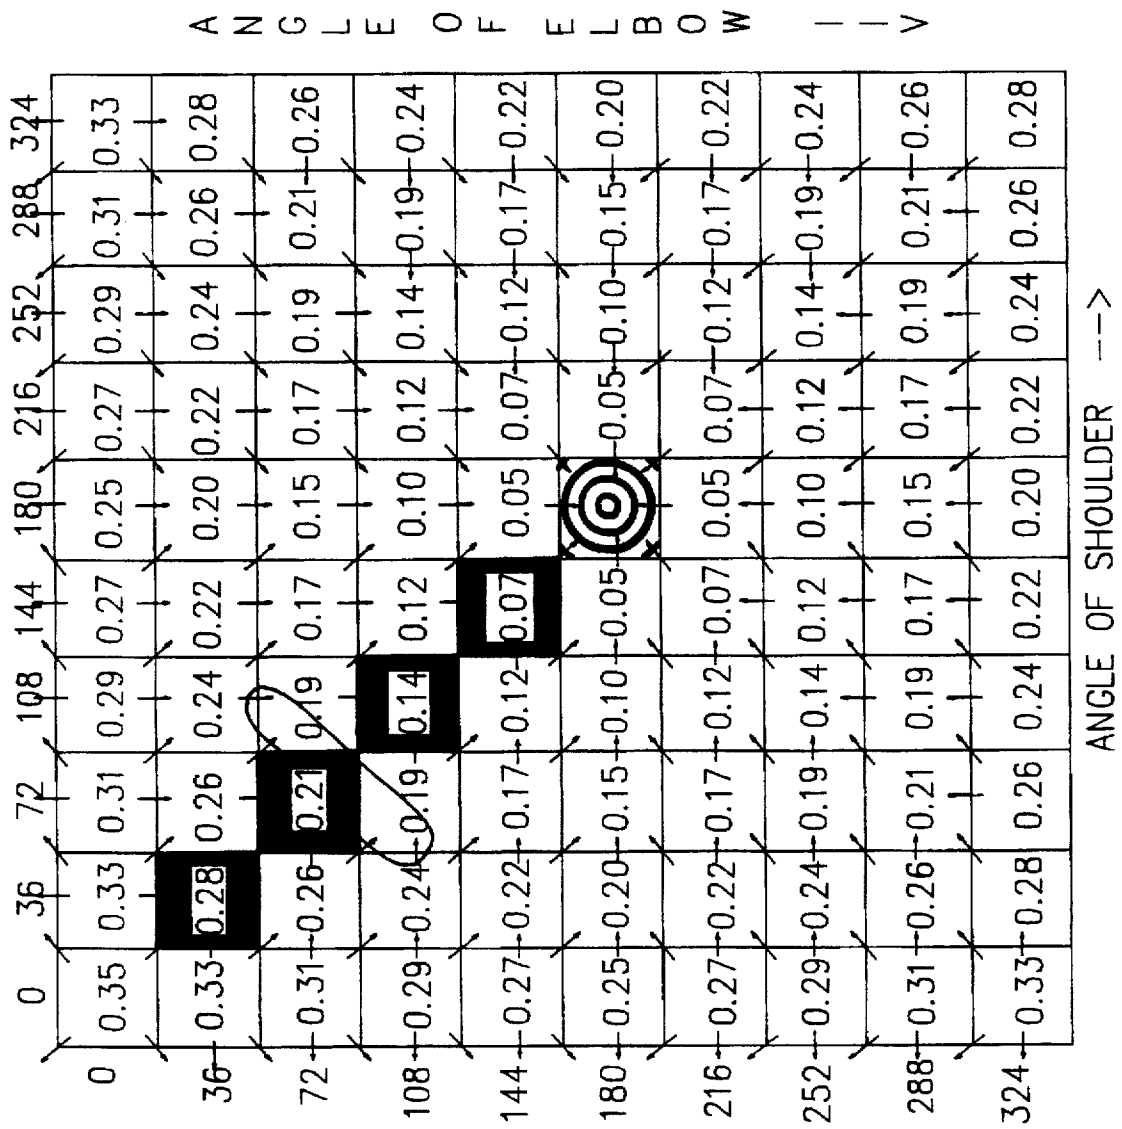 0 36 72 108 144 180 216 252 288 324
0 0.35 0.33 0.31 0.29 0.27 0.25 0.27 0.29 0.31 0.33
36 0.33 0.28 0.26 0.24 0.22 0.20 0.22 0.24 0.26 0.28
72 0.31 0.26 0.21 0.19 0.17 0.15 0.17 0.19 0.21 0.26
108 0.29 0.24 0.19 0.14 0.12 0.10 0.12 0.14 0.19 0.24
144 0.27 0.22 0.17 0.12 0.07 0.05 0.07 0.12 0.17 0.22
180 0.25 0.20 0.15 0.10 0.05 0.05 0.10 0.15 0.20
216 0.27 0.22 0.17 0.12 0.07 0.05 0.07 0.12 0.17 0.22
252 0.29 0.24 0.19 0.14 0.12 0.10 0.12 0.14 0.19 0.24
288 0.31 0.26 0.21 0.19 0.17 0.15 0.17 0.19 0.21 0.26
324 0.33 0.28 0.26 0.24 0.22 0.20 0.22 0.24 0.26 0.28
ANGLE OF SHOULDER -->
ANGLE OF ELBOW | | V